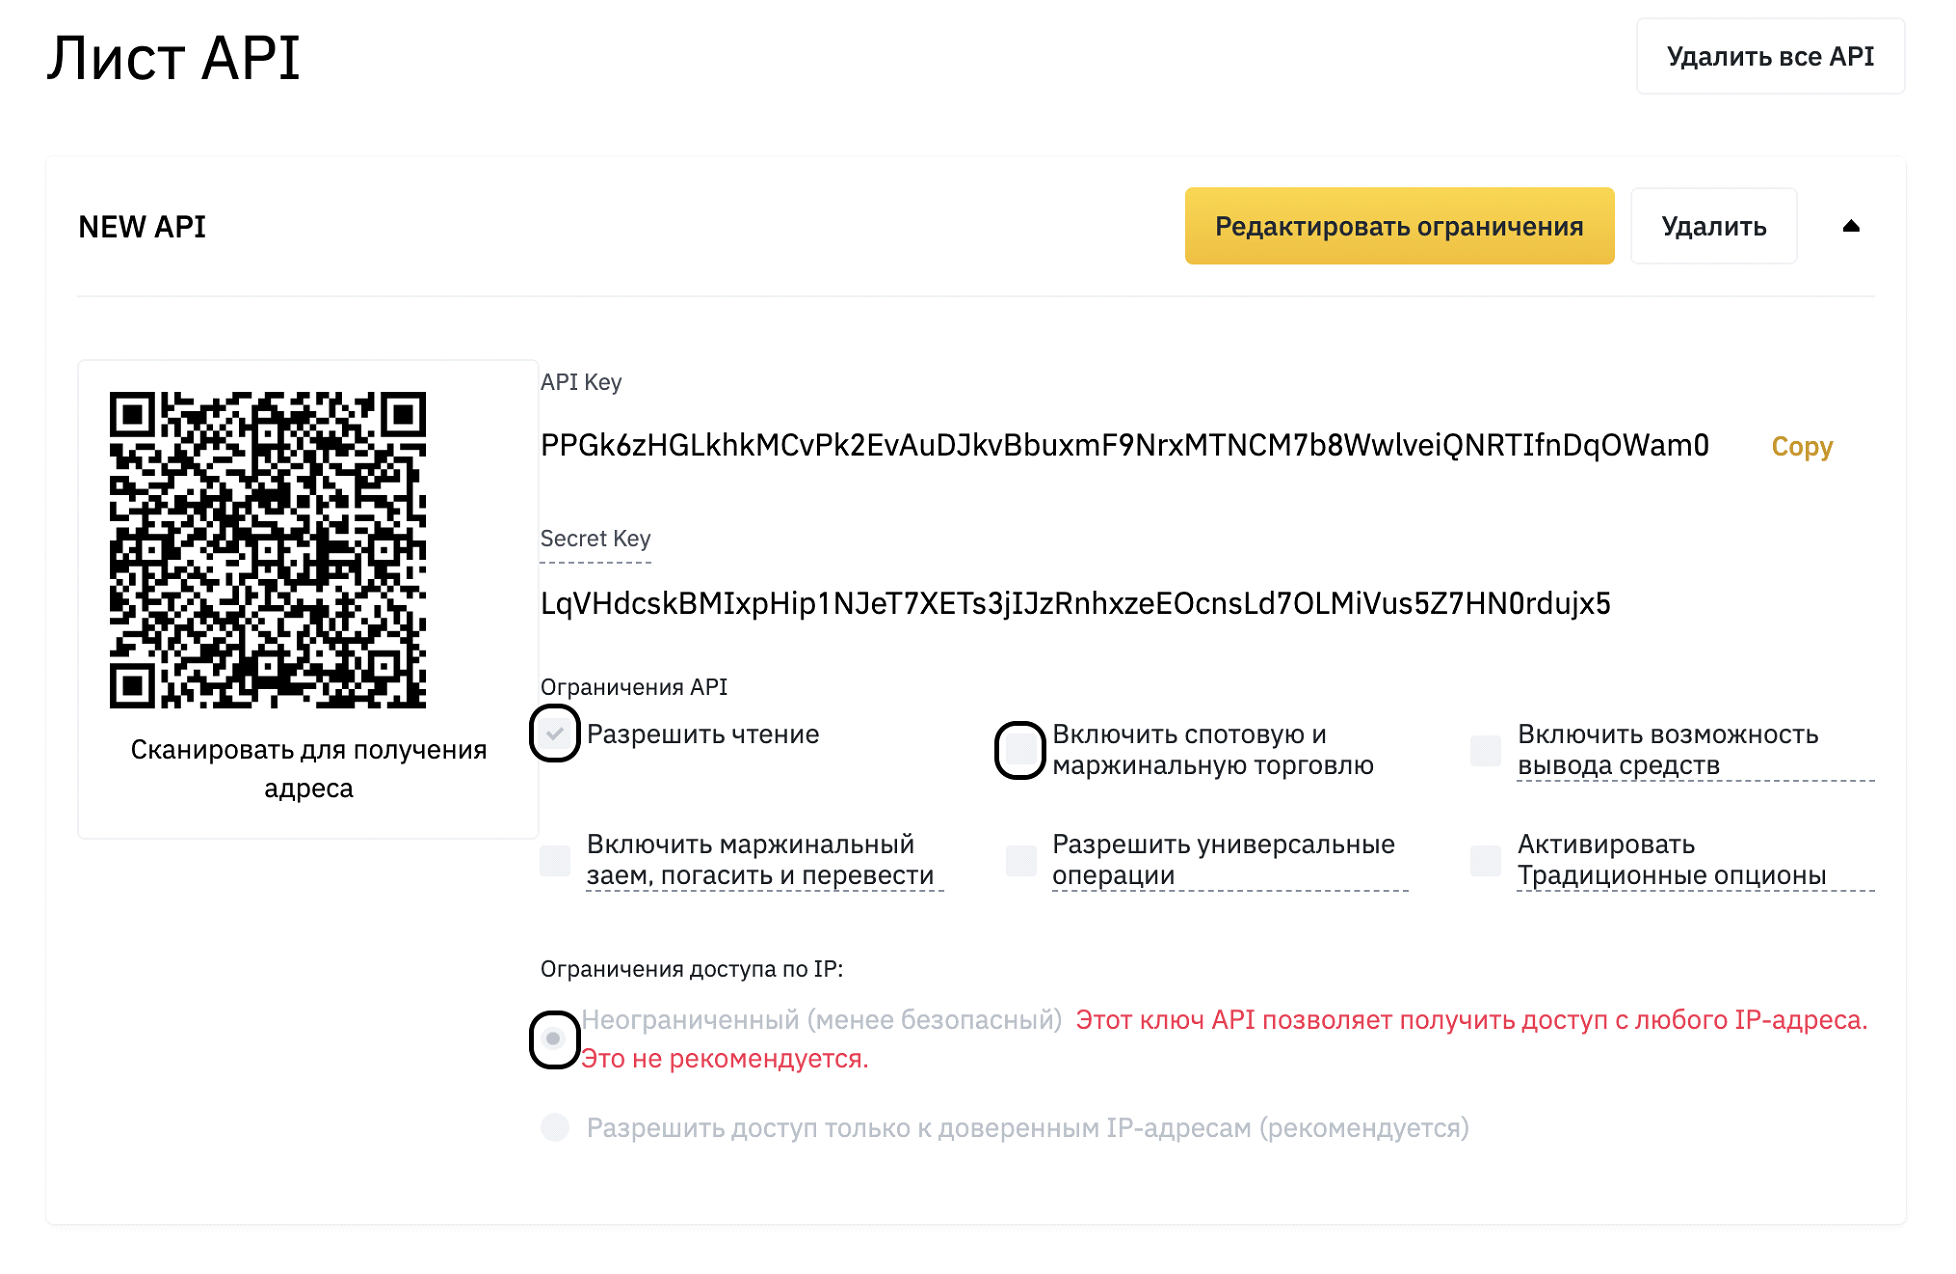 Лист API
Удалить все API
NEW API
Редактировать ограничения
Удалить
API Key
PPGk6zHGLkhkMCvPk2EvAuDJkvBbuxmF9NrxMTNCM7b8WwlveiQNRTIfnDqOWam0
Copy
Secret Key
LqVHdcskBMIxpHip1NJeT7XETs3jIJzRnhxzeEOcnsLd7OLMiVus5Z7HN0rdujx5
Сканировать для получения
адреса
Ограничения API
Разрешить чтение
Включить спотовую и
маржинальную торговлю
Включить возможность
вывода средств
Включить маржинальный
заем, погасить и перевести
Разрешить универсальные
операции
Активировать
Традиционные опционы
Ограничения доступа по IP:
Неограниченный (менее безопасный) Этот ключ API позволяет получить доступ с любого IP-адреса.
Это не рекомендуется.
Разрешить доступ только к доверенным IP-адресам (рекомендуется)